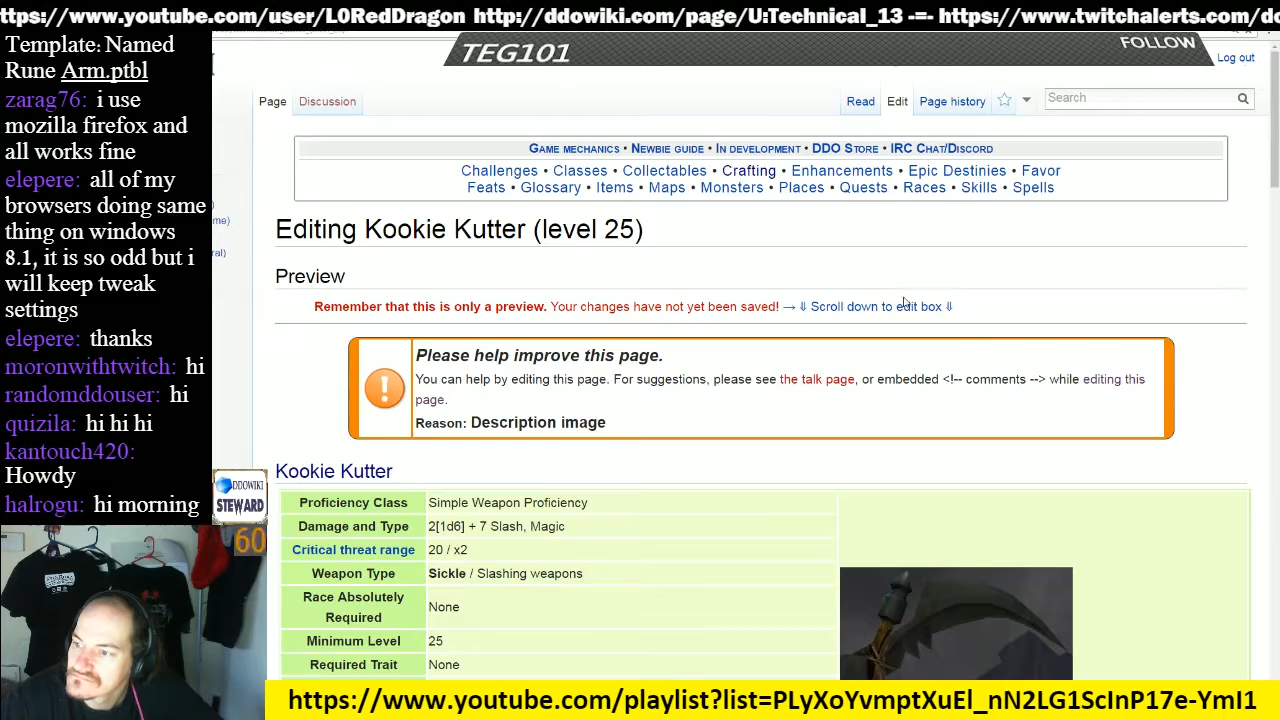 ttps://www.youtube.com/user/L0RedDragon http://ddowiki.com/page/U:Technical_13 -=- https://www.twitchalerts.com/do
Template: Named
Rune Arm.ptbl
zarag76: i use
mozilla firefox and
all works fine
elepere: all of my
browsers doing same
thing on windows
8.1, it is so odd but i
will keep tweak
settings
elepere: thanks
moronwithtwitch: hi
randomddouser: hi
quizila: hi hi hi
kantouch420:
Howdy
halrogu: hi morning
TEG101
FOLLOW
Log out
Page Discussion Read Edit Page history Search
Game mechanics • Newbie guide • In development • DDO Store • IRC Chat/Discord
Challenges • Classes • Collectables • Crafting • Enhancements • Epic Destinies • Favor
Feats • Glossary • Items • Maps • Monsters • Places • Quests • Races • Skills • Spells
me)
ral)
Editing Kookie Kutter (level 25)
Preview
Remember that this is only a preview. Your changes have not yet been saved! → ⇓ Scroll down to edit box ⇓
Please help improve this page.
You can help by editing this page. For suggestions, please see the talk page, or embedded <!-- comments --> while editing this
page.
Reason: Description image
Kookie Kutter
Proficiency Class Simple Weapon Proficiency
Damage and Type 2[1d6] + 7 Slash, Magic
Critical threat range 20 / x2
Weapon Type Sickle / Slashing weapons
Race Absolutely
Required None
Minimum Level 25
Required Trait None
DDOWIKI
STEWARD
60
https://www.youtube.com/playlist?list=PLyXoYvmptXuEl_nN2LG1ScInP17e-YmI1